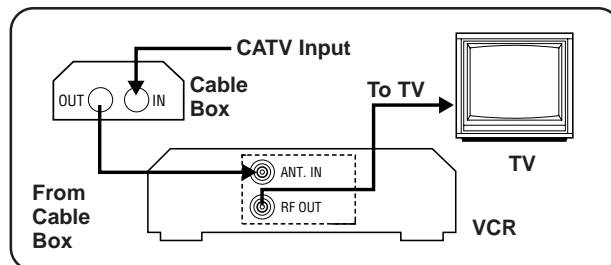 CATV Input
Cable
Box
OUT
IN
To TV
TV
ANT. IN
RF OUT
From
Cable
Box
VCR